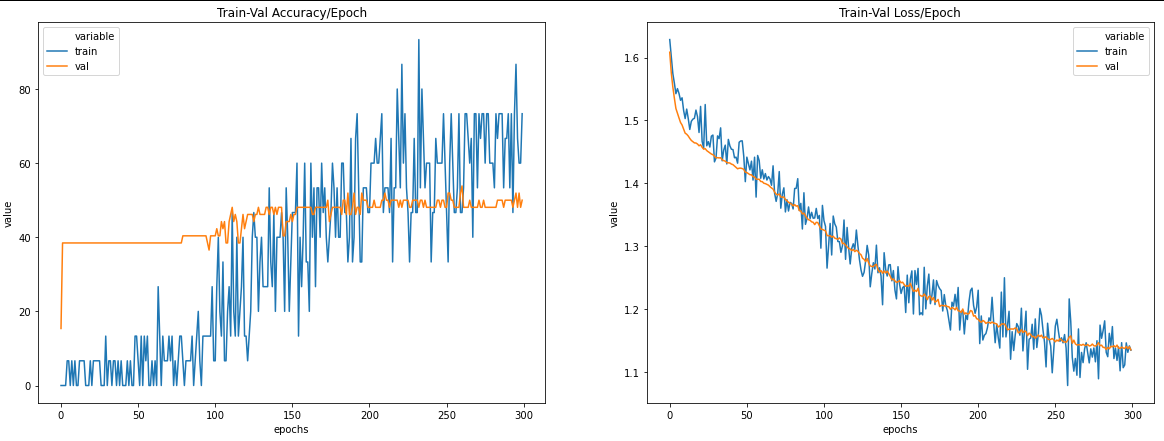 Train-Val Accuracy/Epoch
variable
train
val
value
80
60
40
20
0
0
50
100
150
200
250
300
epochs
Train-Val Loss/Epoch
variable
train
val
value
1.6
1.5
1.4
1.3
1.2
1.1
0
50
100
150
200
250
300
epochs